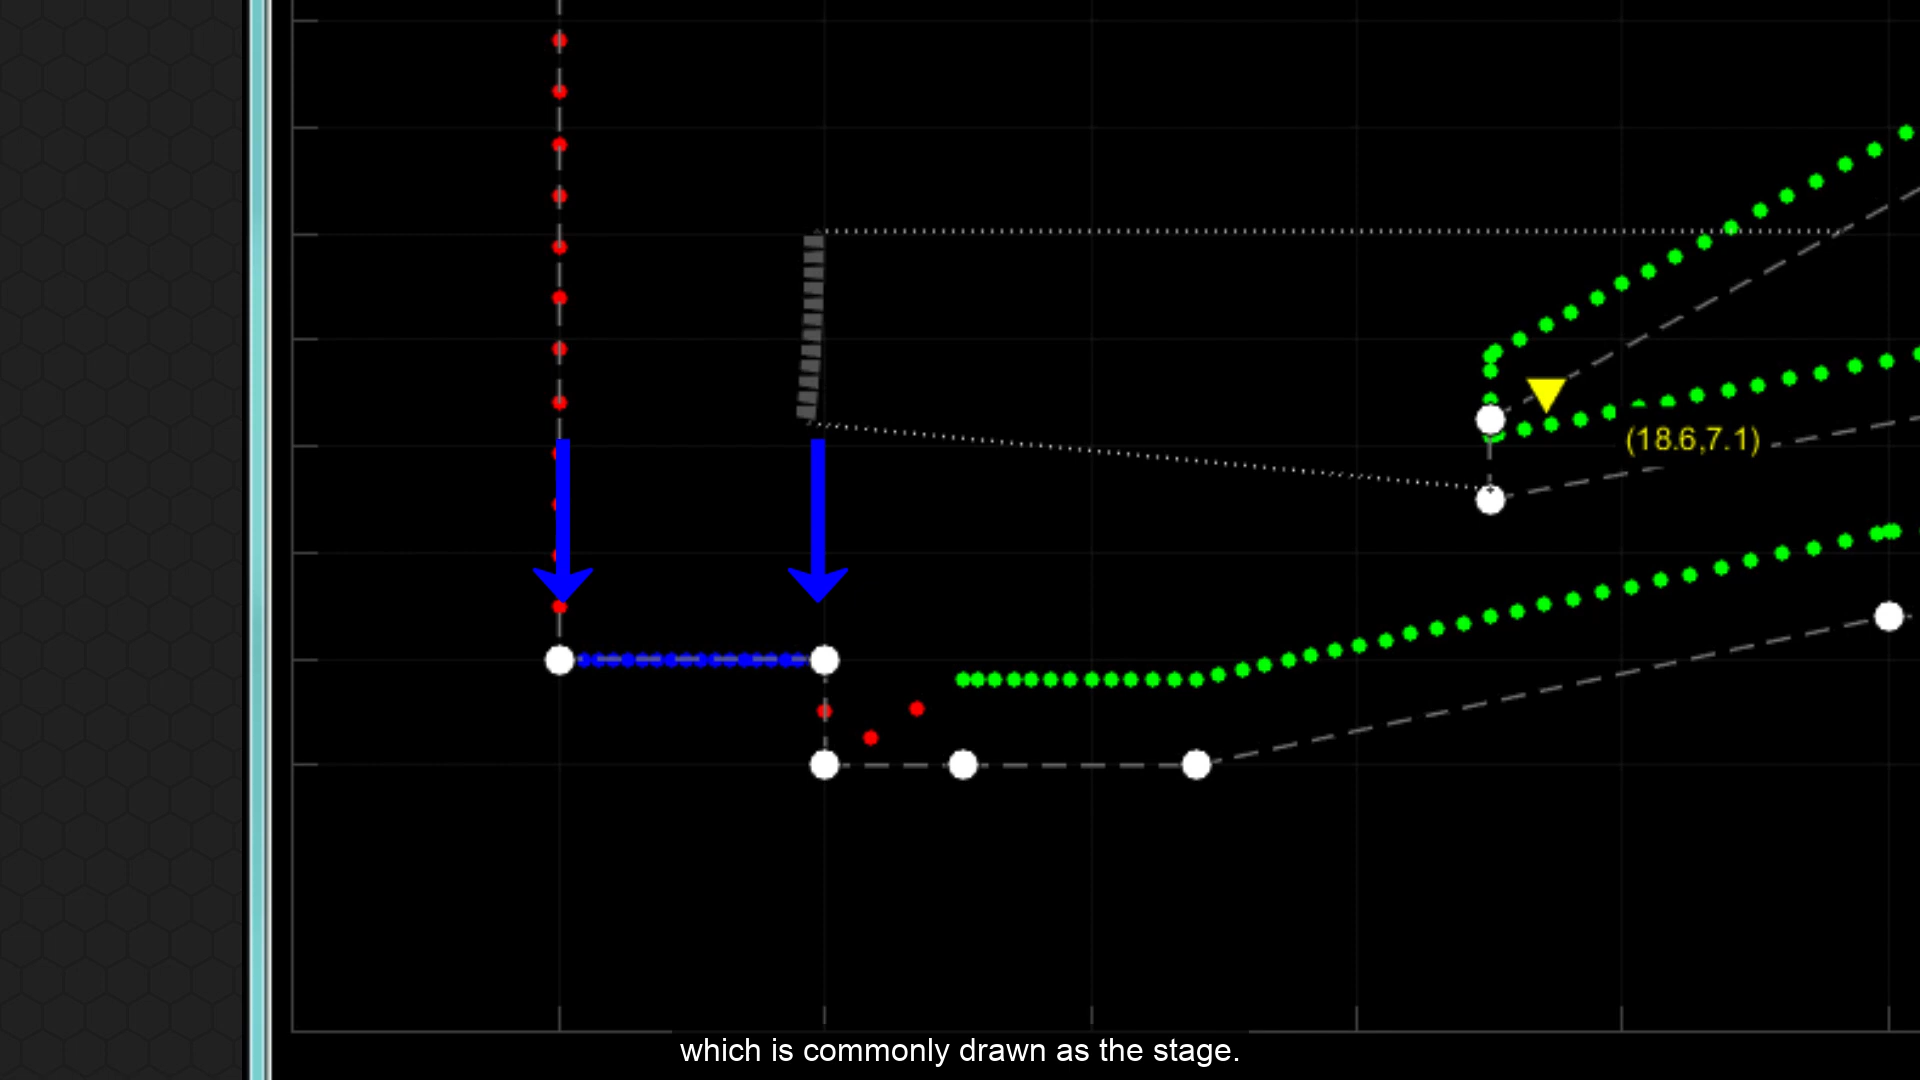 (18.6,7.1)
which is commonly drawn as the stage.